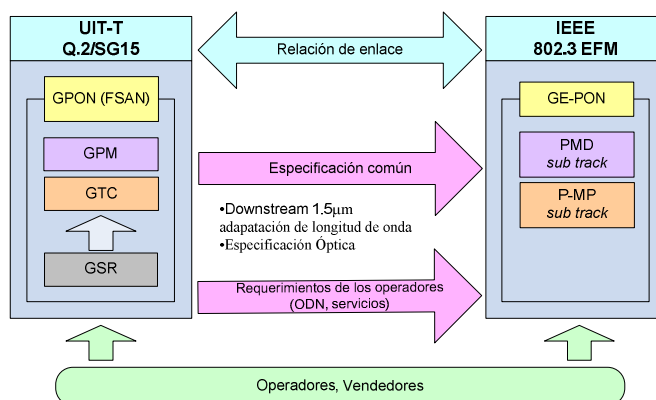 UIT-T
Q.2/SG15
Relación de enlace
IEEE
802.3 EFM
GPON (FSAN)
GPM
GTC
GSR
Especificación común
•Downstream 1.5μm
adapatación de longitud de onda
•Especificación Óptica
Requerimientos de los operadores
(ODN, servicios)
GE-PON
PMD
sub track
P-MP
sub track
Operadores, Vendedores